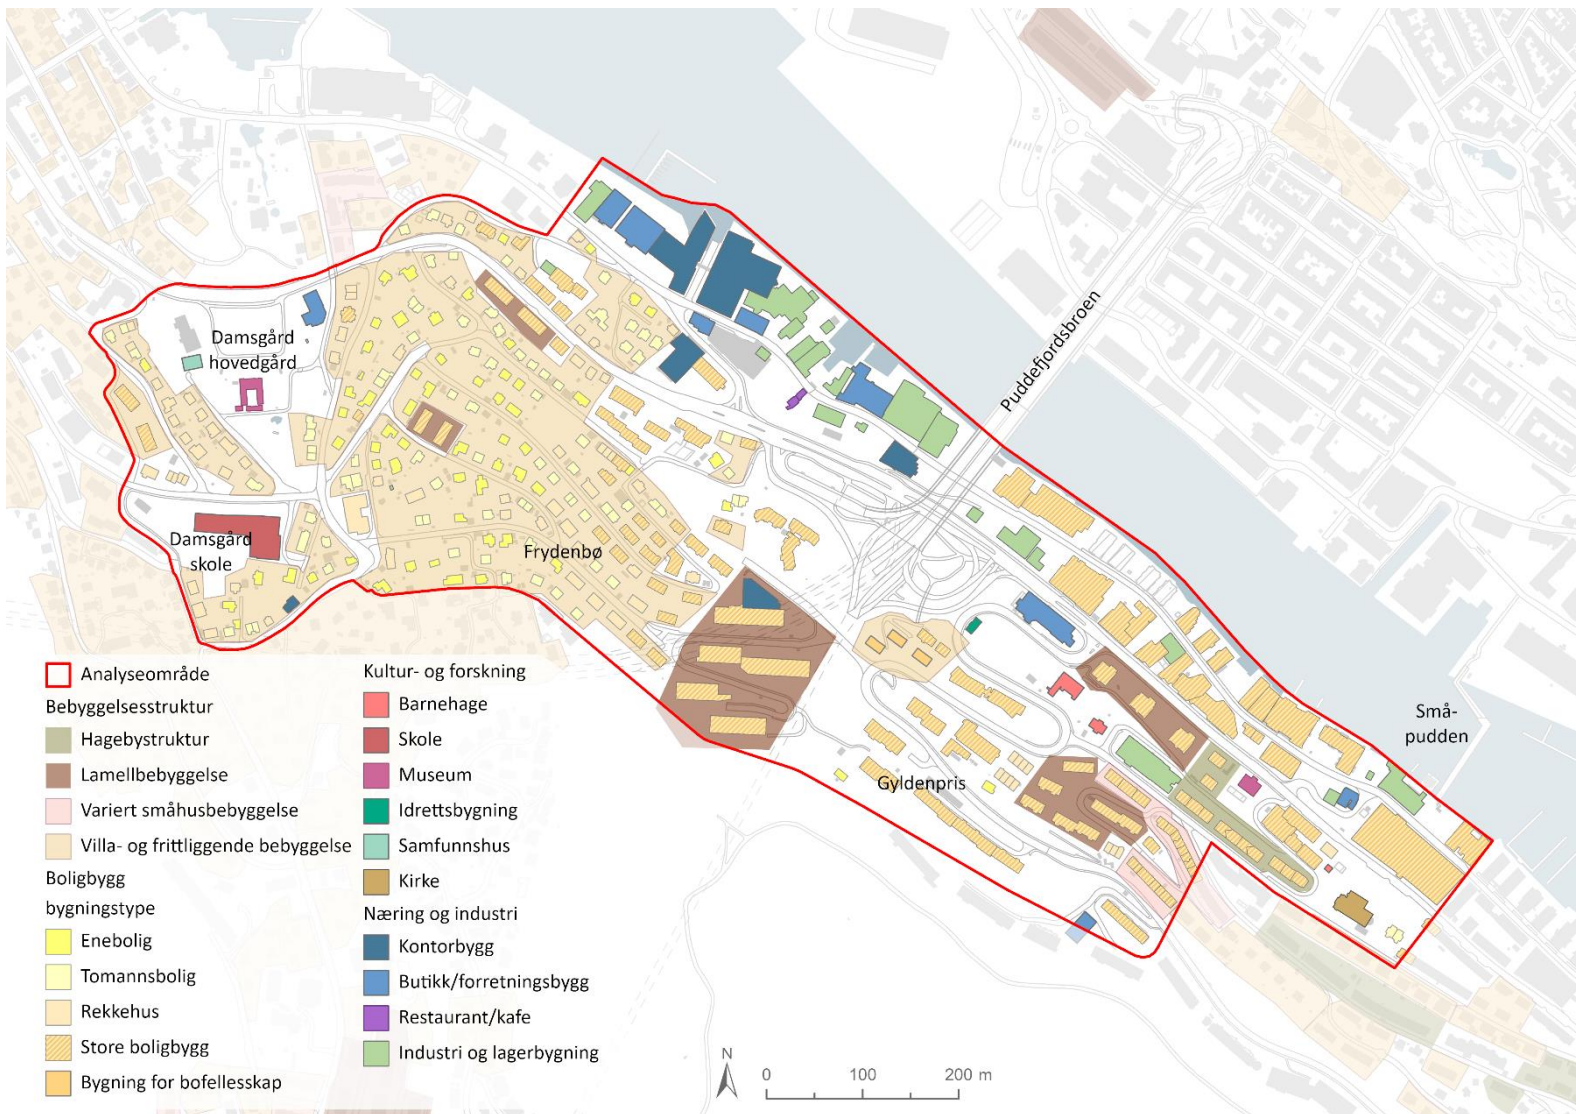 Puddefjordsbroen
Damsgård
hovedgård
Damsgård
skole
Frydenbø
Gyldenpris
Små-
pudden
Analyseområde
Bebyggelsesstruktur
Hagebystruktur
Lamellbebyggelse
Variert småhusbebyggelse
Villa- og frittliggende bebyggelse
Boligbygg
bygningstype
Enebolig
Tomannsbolig
Rekkehus
Store boligbygg
Bygning for bofellesskap
Kultur- og forskning
Barnehage
Skole
Museum
Idrettsbygning
Samfunnshus
Kirke
Næring og industri
Kontorbygg
Butikk/forretningsbygg
Restaurant/kafe
Industri og lagerbygning
N
0 100 200 m